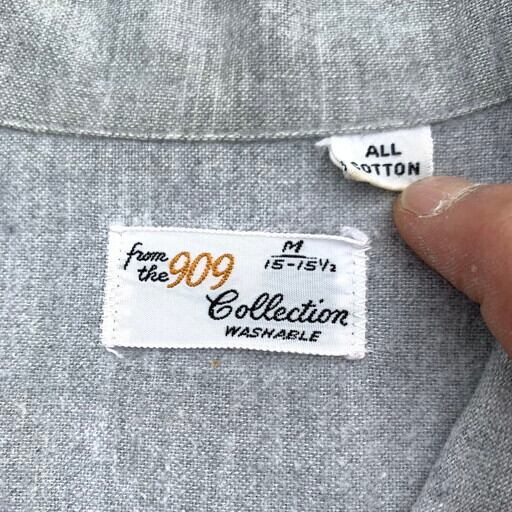 ALL
COTTON
from the 909
M
15-15½
Collection
WASHABLE